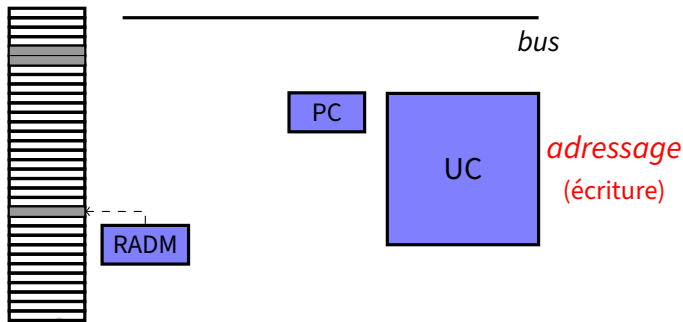 bus
PC
UC
adressage
(écriture)
RADM